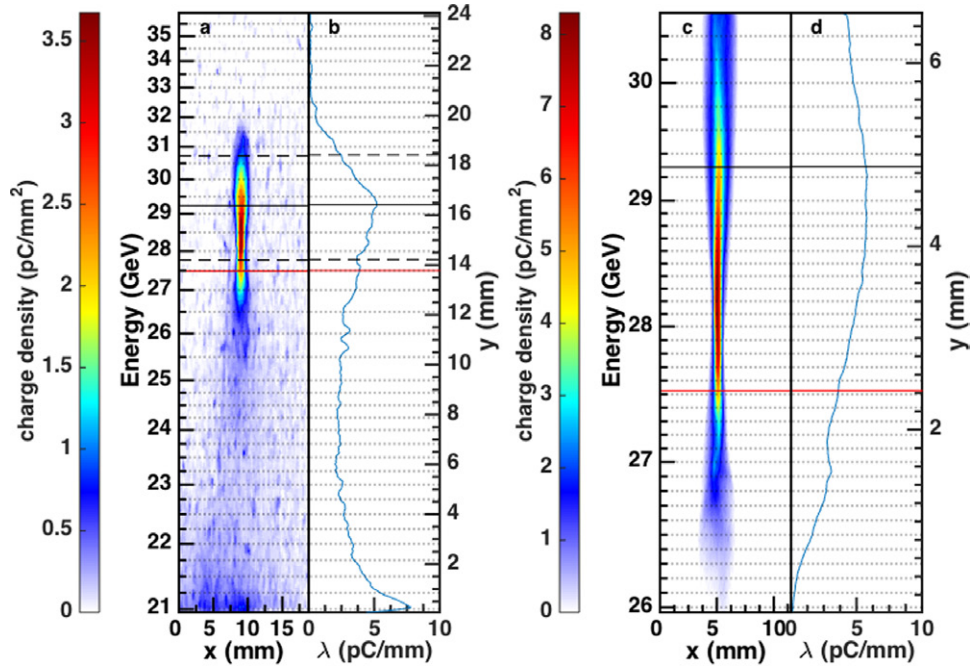 charge density (pC/mm²)
3.5
3
2.5
2
1.5
1
0.5
0
a
Energy (GeV)
35
34
33
32
31
30
29
28
27
26
25
24
23
22
21
0 5 10 15
x (mm)
b
0 5 10
λ (pC/mm)
24
22
20
18
16
14
12
10
8
6
4
2
y (mm)
charge density (pC/mm²)
8
7
6
5
4
3
2
1
0
c
Energy (GeV)
30
29
28
27
26
0 5 10
x (mm)
d
0 5 10
λ (pC/mm)
6
4
2
y (mm)